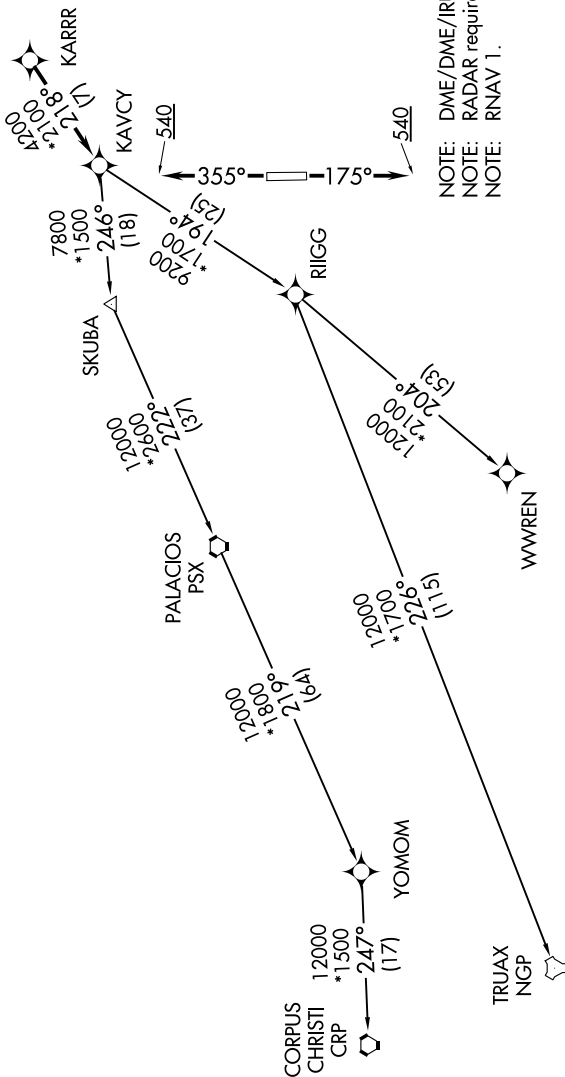 KARRR
4200
*2100
218°
(7)
KAVCY
540
355°
175°
540
7800
*1500
246°
(18)
SKUBA
9200
*1700
194°
(25)
RIIGG
12000
*2600
222°
(37)
PALACIOS
PSX
12000
*2100
204°
(53)
WWREN
12000
*1800
219°
(64)
YOMOM
12000
*1700
226°
(115)
TRUAX
NGP
12000
*1500
247°
(17)
CORPUS
CHRISTI
CRP
NOTE: DME/DME/IRU
NOTE: RADAR require
NOTE: RNAV 1.